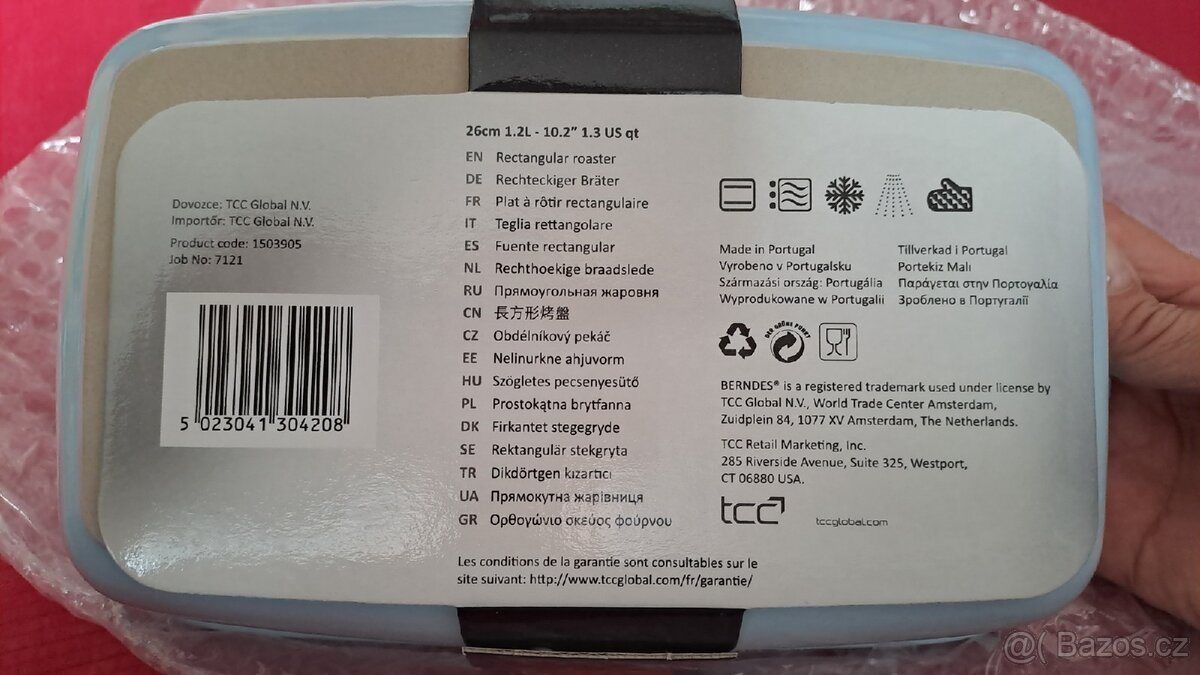 26cm 1.2L - 10.2” 1.3 US qt
EN Rectangular roaster
DE Rechteckiger Bräter
FR Plat à rôtir rectangulaire
IT Teglia rettangolare
ES Fuente rectangular
NL Rechthoekige braadslede
RU Прямоугольная жаровня
CN 長方形烤盤
CZ Obdélníkový pekáč
EE Nelinurkne ahjuvorm
HU Szögletes pecsenyesütő
PL Prostokątna brytfanna
DK Firkantet stegegryde
SE Rektangulär stekgryta
TR Dikdörtgen kızartıcı
UA Прямокутна жарівниця
GR Ορθογώνιο σκεύος φούρνου
Les conditions de la garantie sont consultables sur le
site suivant: http://www.tccglobal.com/fr/garantie/
Dovozce: TCC Global N.V.
Importőr: TCC Global N.V.
Product code: 1503905
Job No: 7121
5 023041 304208
Made in Portugal
Vyrobeno v Portugalsku
Származási ország: Portugália
Wyprodukowane w Portugalii
Tillverkad i Portugal
Portekiz Malı
Παράγεται στην Πορτογαλία
Зроблено в Португалії
DER GRÜNE PUNKT
BERNDES® is a registered trademark used under license by
TCC Global N.V., World Trade Center Amsterdam,
Zuidplein 84, 1077 XV Amsterdam, The Netherlands.
TCC Retail Marketing, Inc.
285 Riverside Avenue, Suite 325, Westport,
CT 06880 USA.
tcc
tccglobal.com
@( Bazos.cz